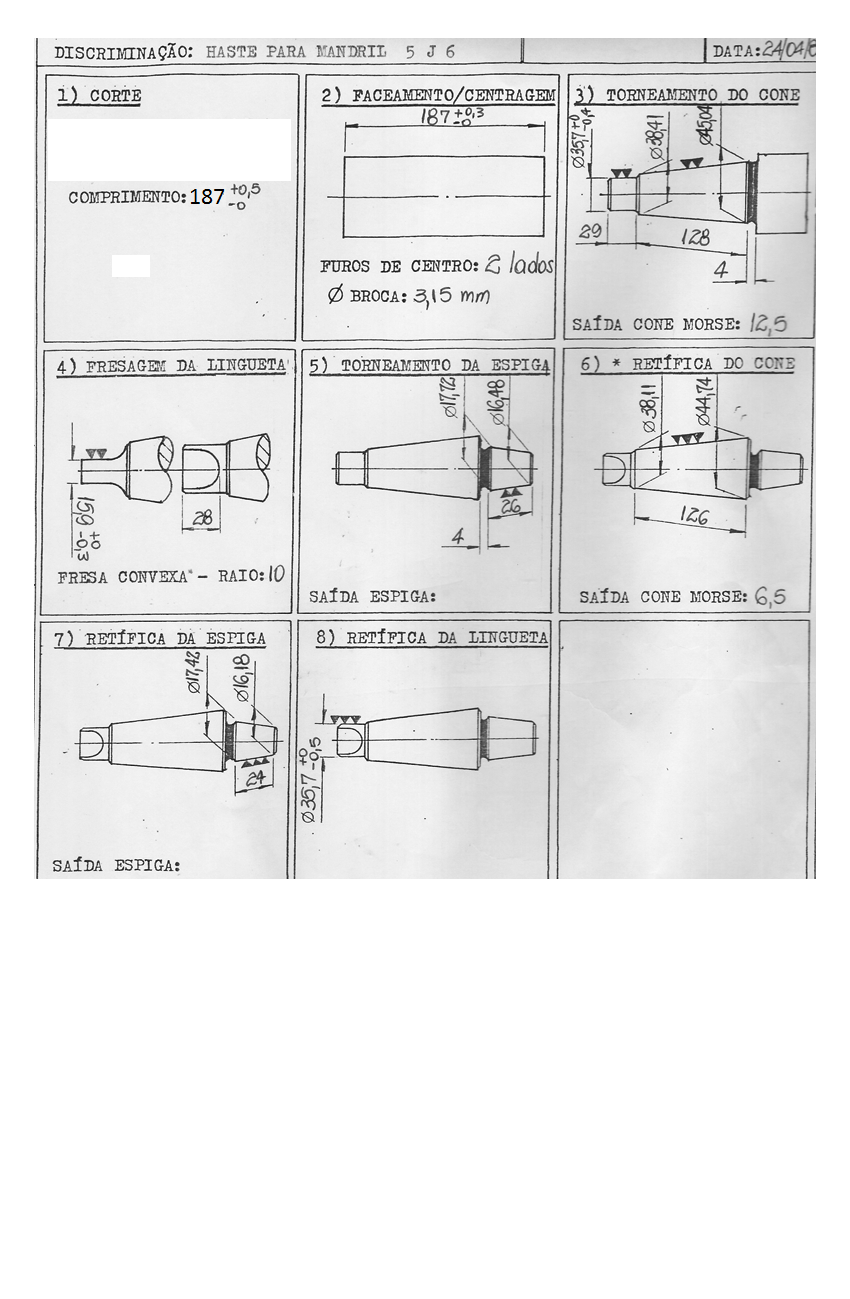 DISCRIMINAÇÃO: HASTE PARA MANDRIL 5 J 6
DATA: 24/04/8
1) CORTE
COMPRIMENTO: 187 +0,5 -0
2) FACEAMENTO/CENTRAGEM
187 +0,3 -0
FUROS DE CENTRO: 2 lados
Ø BROCA: 3,15 mm
3) TORNEAMENTO DO CONE
Ø35,7 +0 -0,4
Ø38,41
Ø45,04
29
128
4
SAÍDA CONE MORSE: 12,5
4) FRESAGEM DA LINGUETA
15,9 +0 -0,3
28
FRESA CONVEXA - RAIO: 10
5) TORNEAMENTO DA ESPIGA
Ø17,72
Ø16,48
26
4
SAÍDA ESPIGA:
6) * RETÍFICA DO CONE
Ø38,11
Ø44,74
126
SAÍDA CONE MORSE: 6,5
7) RETÍFICA DA ESPIGA
Ø17,42
Ø16,18
24
SAÍDA ESPIGA:
8) RETÍFICA DA LINGUETA
Ø35,7 +0 -0,5